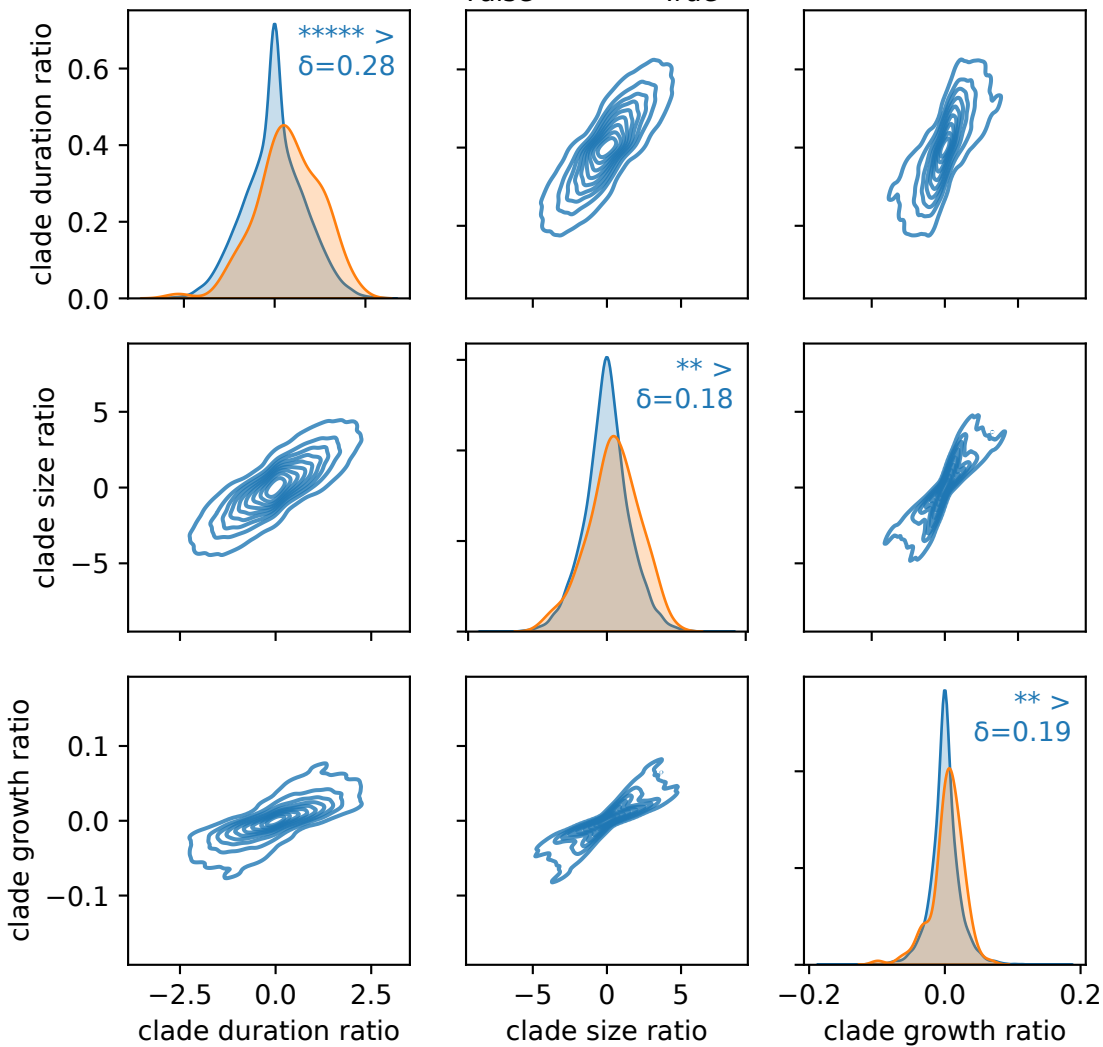 ***** >
δ=0.28
clade duration ratio
0.6
0.4
0.2
0.0
** >
δ=0.18
clade size ratio
5
0
−5
** >
δ=0.19
clade growth ratio
0.1
0.0
−0.1
−2.5 0.0 2.5
−5 0 5
−0.2 0.0 0.2
clade duration ratio
clade size ratio
clade growth ratio